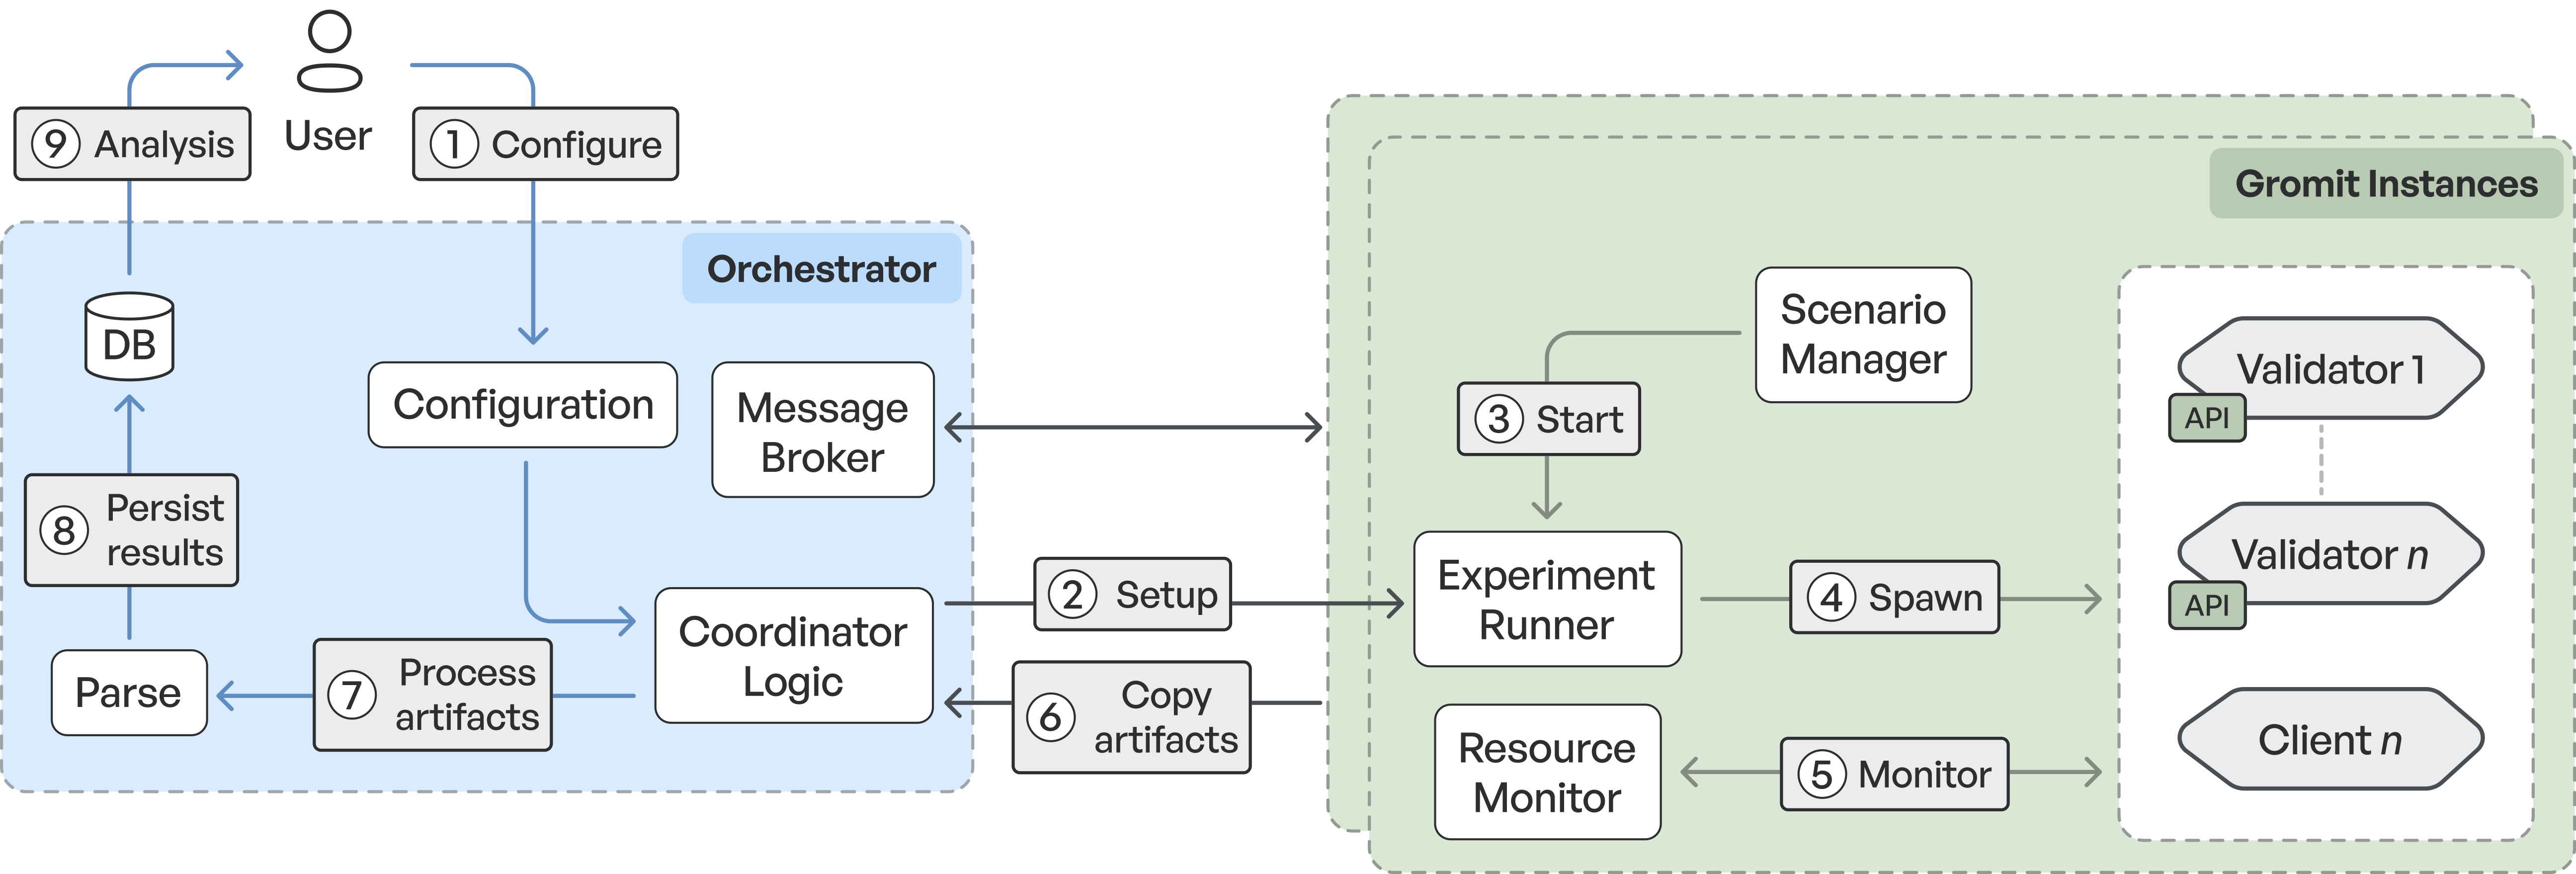 User
9 Analysis
1 Configure
Orchestrator
DB
Configuration
Message
Broker
8 Persist
results
Coordinator
Logic
7 Process
artifacts
Parse
2 Setup
6 Copy
artifacts
Gromit Instances
Scenario
Manager
3 Start
Experiment
Runner
4 Spawn
Resource
Monitor
5 Monitor
Validator 1
API
Validator n
API
Client n